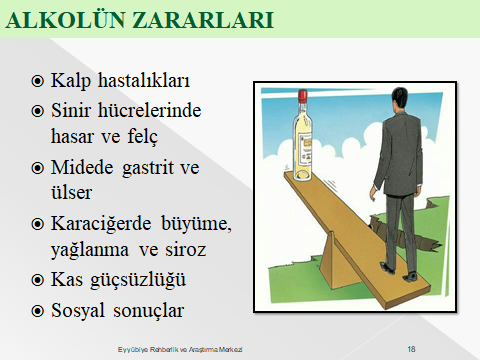 ALKOLÜN ZARARLARI
Kalp hastalıkları
Sinir hücrelerinde
hasar ve felç
Midede gastrit ve
ülser
Karaciğerde büyüme,
yağlanma ve siroz
Kas güçsüzlüğü
Sosyal sonuçlar
Eyyübiye Rehberlik ve Araştırma Merkezi
18